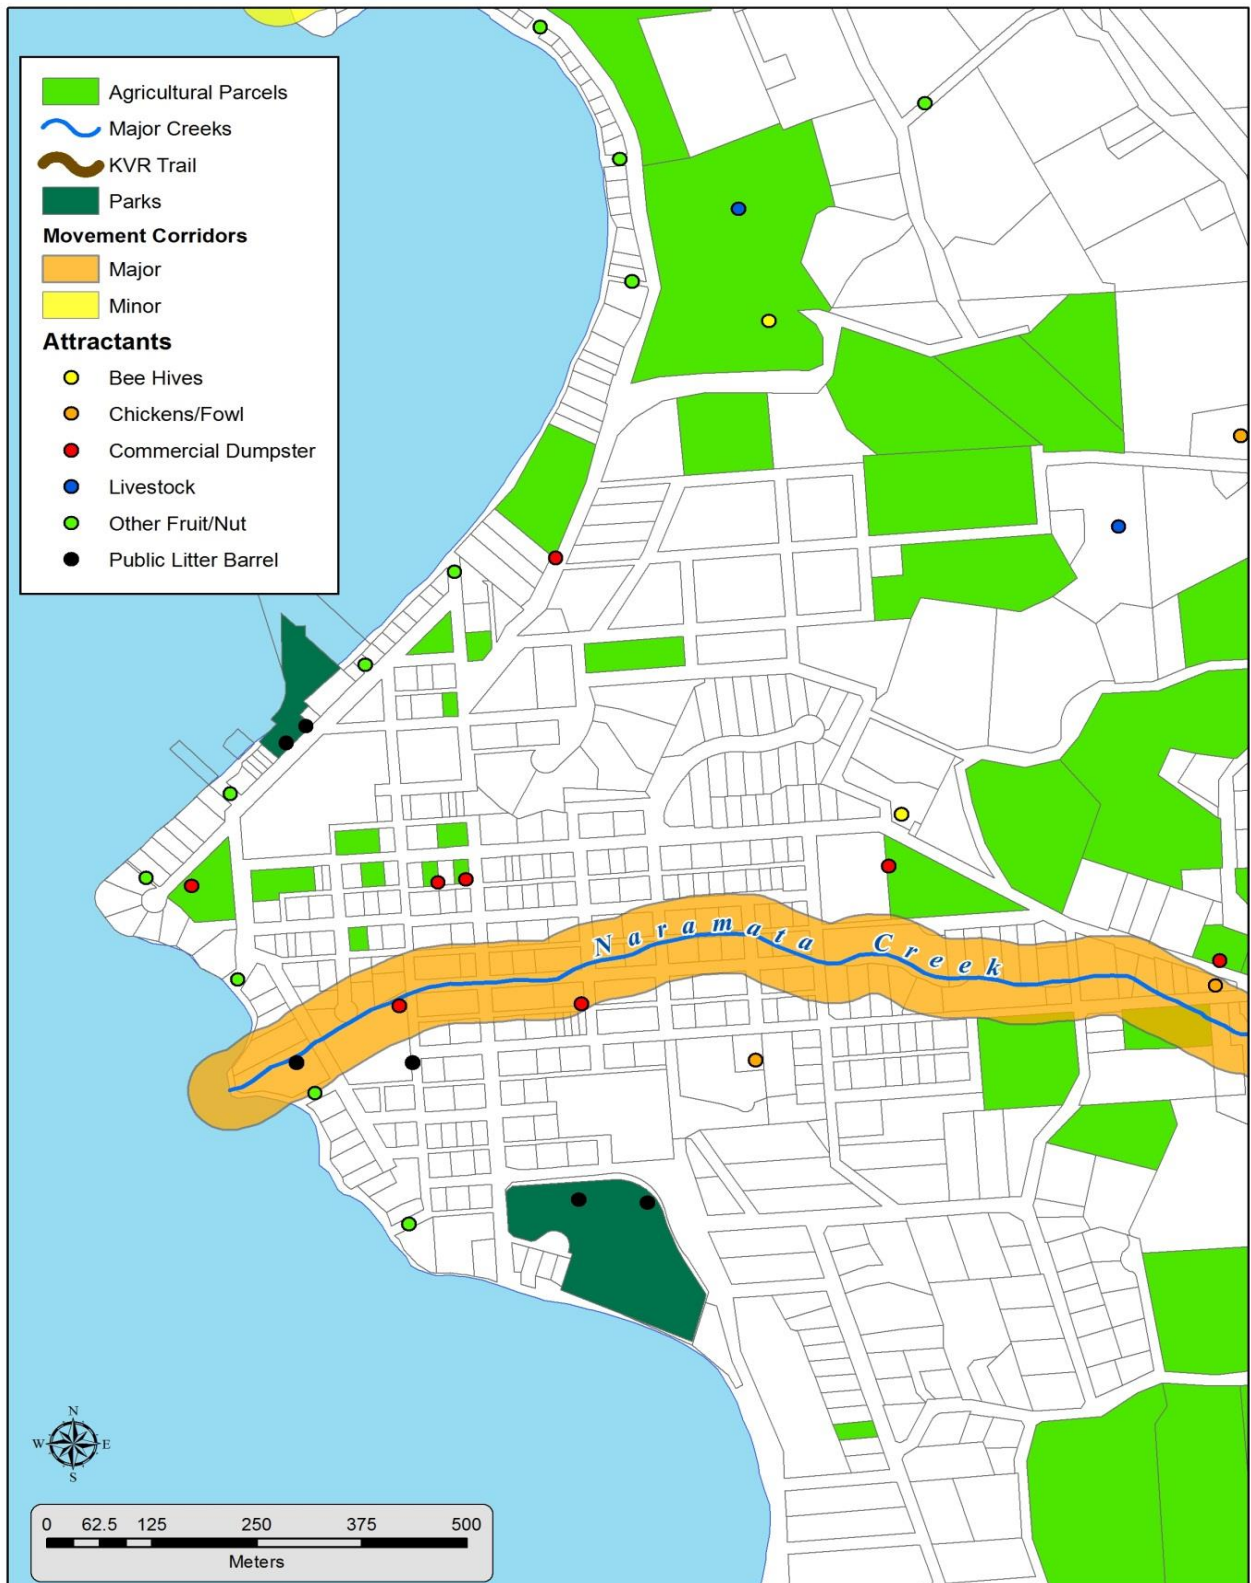 Agricultural Parcels
Major Creeks
KVR Trail
Parks
Movement Corridors
Major
Minor
Attractants
Bee Hives
Chickens/Fowl
Commercial Dumpster
Livestock
Other Fruit/Nut
Public Litter Barrel
Naramata Creek
N
W E
S
0 62.5 125 250 375 500
Meters